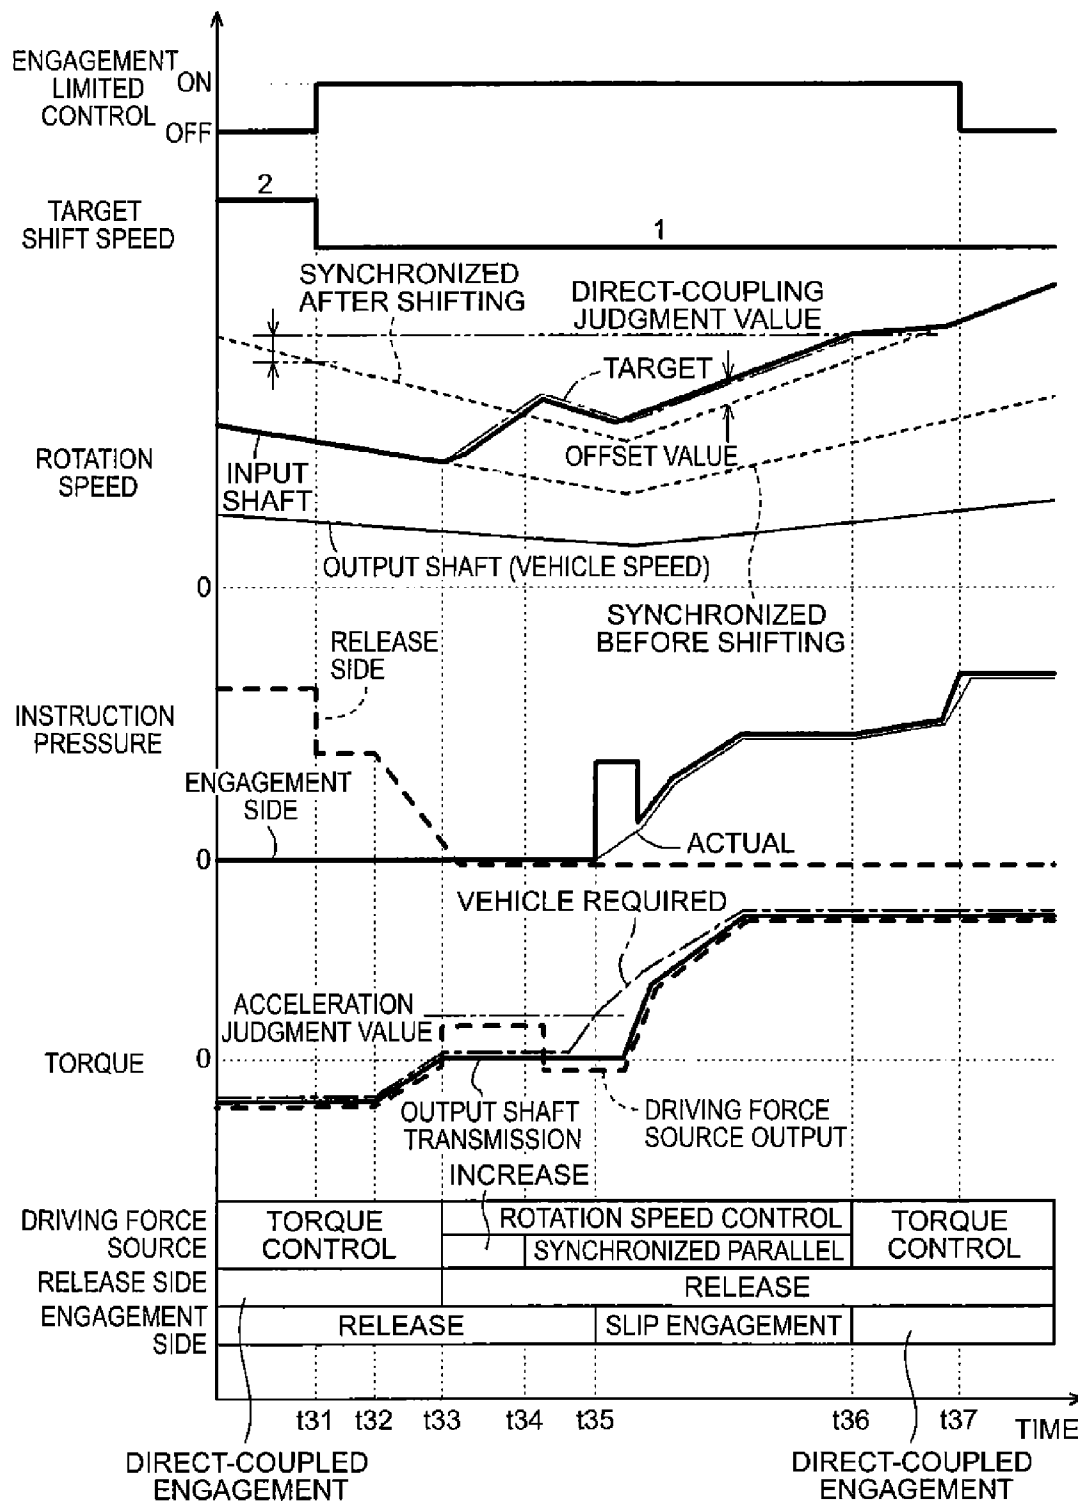 ENGAGEMENT
LIMITED
CONTROL
ON
OFF
TARGET
SHIFT SPEED
2
1
SYNCHRONIZED
AFTER SHIFTING
DIRECT-COUPLING
JUDGMENT VALUE
TARGET
OFFSET VALUE
ROTATION
SPEED
INPUT
SHAFT
OUTPUT SHAFT (VEHICLE SPEED)
0
SYNCHRONIZED
BEFORE SHIFTING
RELEASE
SIDE
INSTRUCTION
PRESSURE
ENGAGEMENT
SIDE
0
ACTUAL
VEHICLE REQUIRED
ACCELERATION
JUDGMENT VALUE
TORQUE
0
OUTPUT SHAFT
TRANSMISSION
DRIVING FORCE
SOURCE OUTPUT
INCREASE
DRIVING FORCE
SOURCE
TORQUE
CONTROL
ROTATION SPEED CONTROL
SYNCHRONIZED PARALLEL
TORQUE
CONTROL
RELEASE SIDE
RELEASE
ENGAGEMENT
SIDE
RELEASE
SLIP ENGAGEMENT
t31 t32 t33 t34 t35 t36 t37 TIME
DIRECT-COUPLED
ENGAGEMENT
DIRECT-COUPLED
ENGAGEMENT